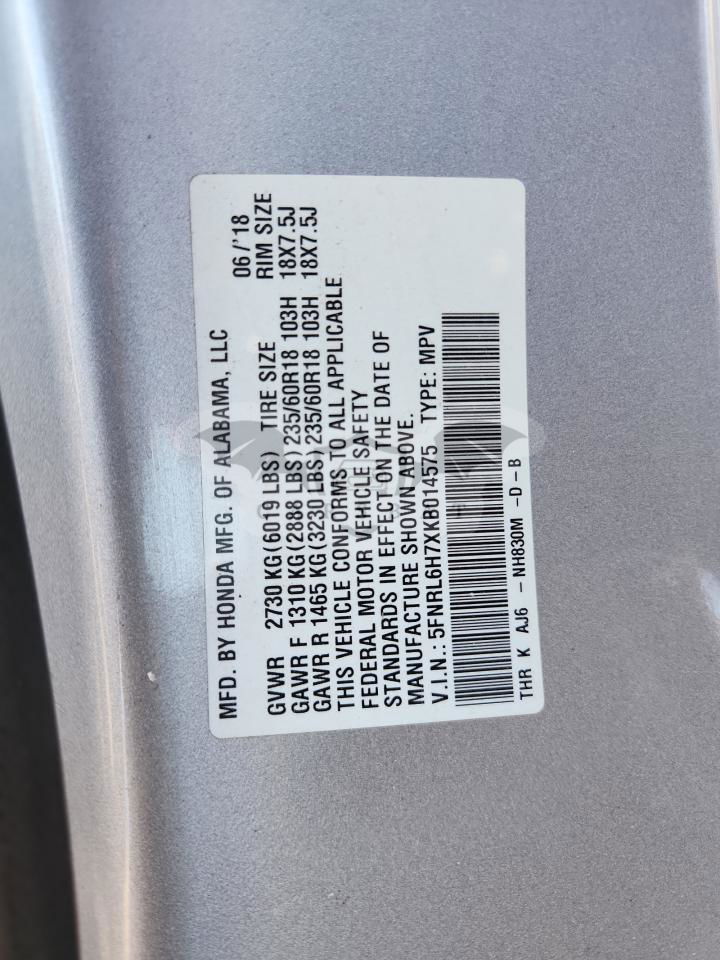 MFD. BY HONDA MFG. OF ALABAMA, LLC 06/'18
GVWR 2730 KG(6019 LBS) TIRE SIZE RIM SIZE
GAWR F 1310 KG(2888 LBS)235/60R18 103H 18X7.5J
GAWR R 1465 KG(3230 LBS)235/60R18 103H 18X7.5J
THIS VEHICLE CONFORMS TO ALL APPLICABLE
FEDERAL MOTOR VEHICLE SAFETY
STANDARDS IN EFFECT ON THE DATE OF
MANUFACTURE SHOWN ABOVE.
V.I.N.: 5FNRL6H7XKB014575 TYPE: MPV
THR K AJ6 - NH830M -D-B